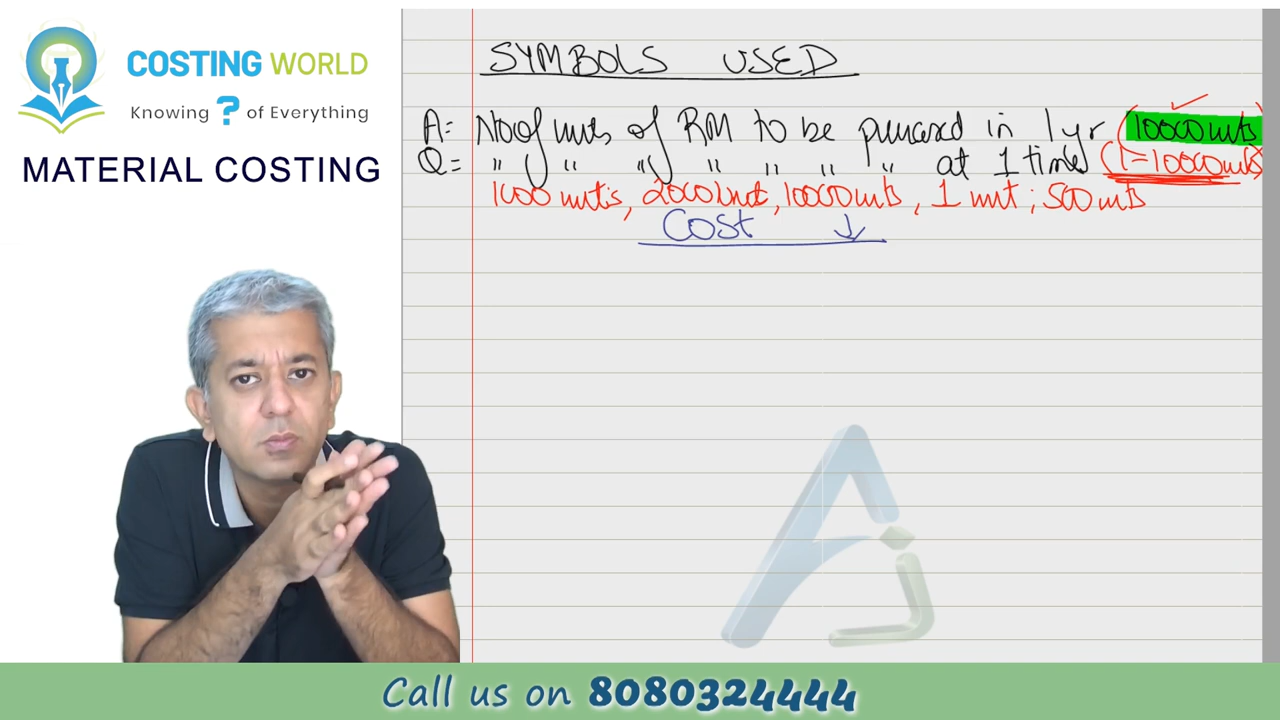 COSTING WORLD
Knowing ? of Everything
MATERIAL COSTING
SYMBOLS USED
A= No of units of RM to be purchased in 1 yr (10000 units)
Q= " " " " " " " " at 1 time (1-10000 units)
1000 units, 2000 unit, 10000 units, 1 unit; 500 units
COST ↓
Call us on 8080324444